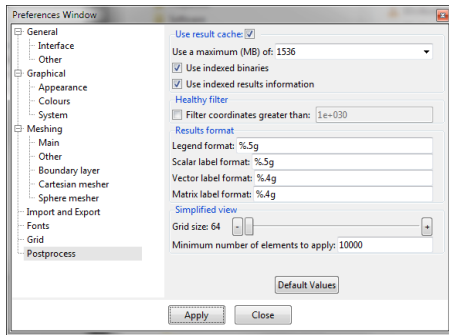 Preferences Window
General
Interface
Other
Graphical
Appearance
Colours
System
Meshing
Main
Other
Boundary layer
Cartesian mesher
Sphere mesher
Import and Export
Fonts
Grid
Postprocess
Use result cache:
Use a maximum (MB) of: 1536
Use indexed binaries
Use indexed results information
Healthy filter
Filter coordinates greater than: 1e+030
Results format
Legend format: %.5g
Scalar label format: %.5g
Vector label format: %.4g
Matrix label format: %.4g
Simplified view
Grid size: 64 - +
Minimum number of elements to apply: 10000
Default Values
Apply Close